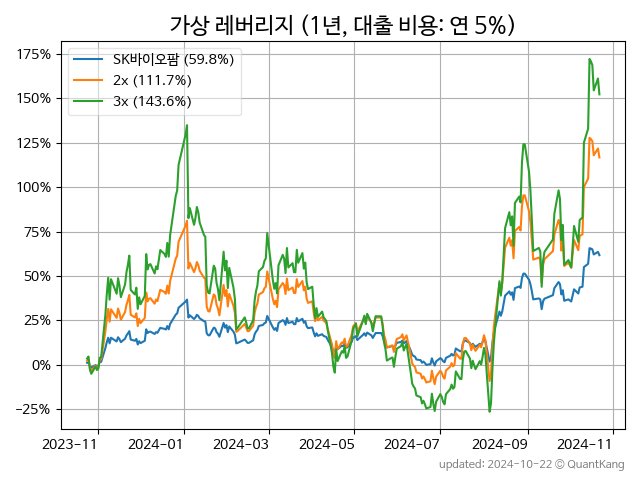 가상 레버리지 (1년, 대출 비용: 연 5%)
SK바이오팜 (59.8%)
2x (111.7%)
3x (143.6%)
175%
150%
125%
100%
75%
50%
25%
0%
−25%
2023-11 2024-01 2024-03 2024-05 2024-07 2024-09 2024-11
updated: 2024-10-22 © QuantKang